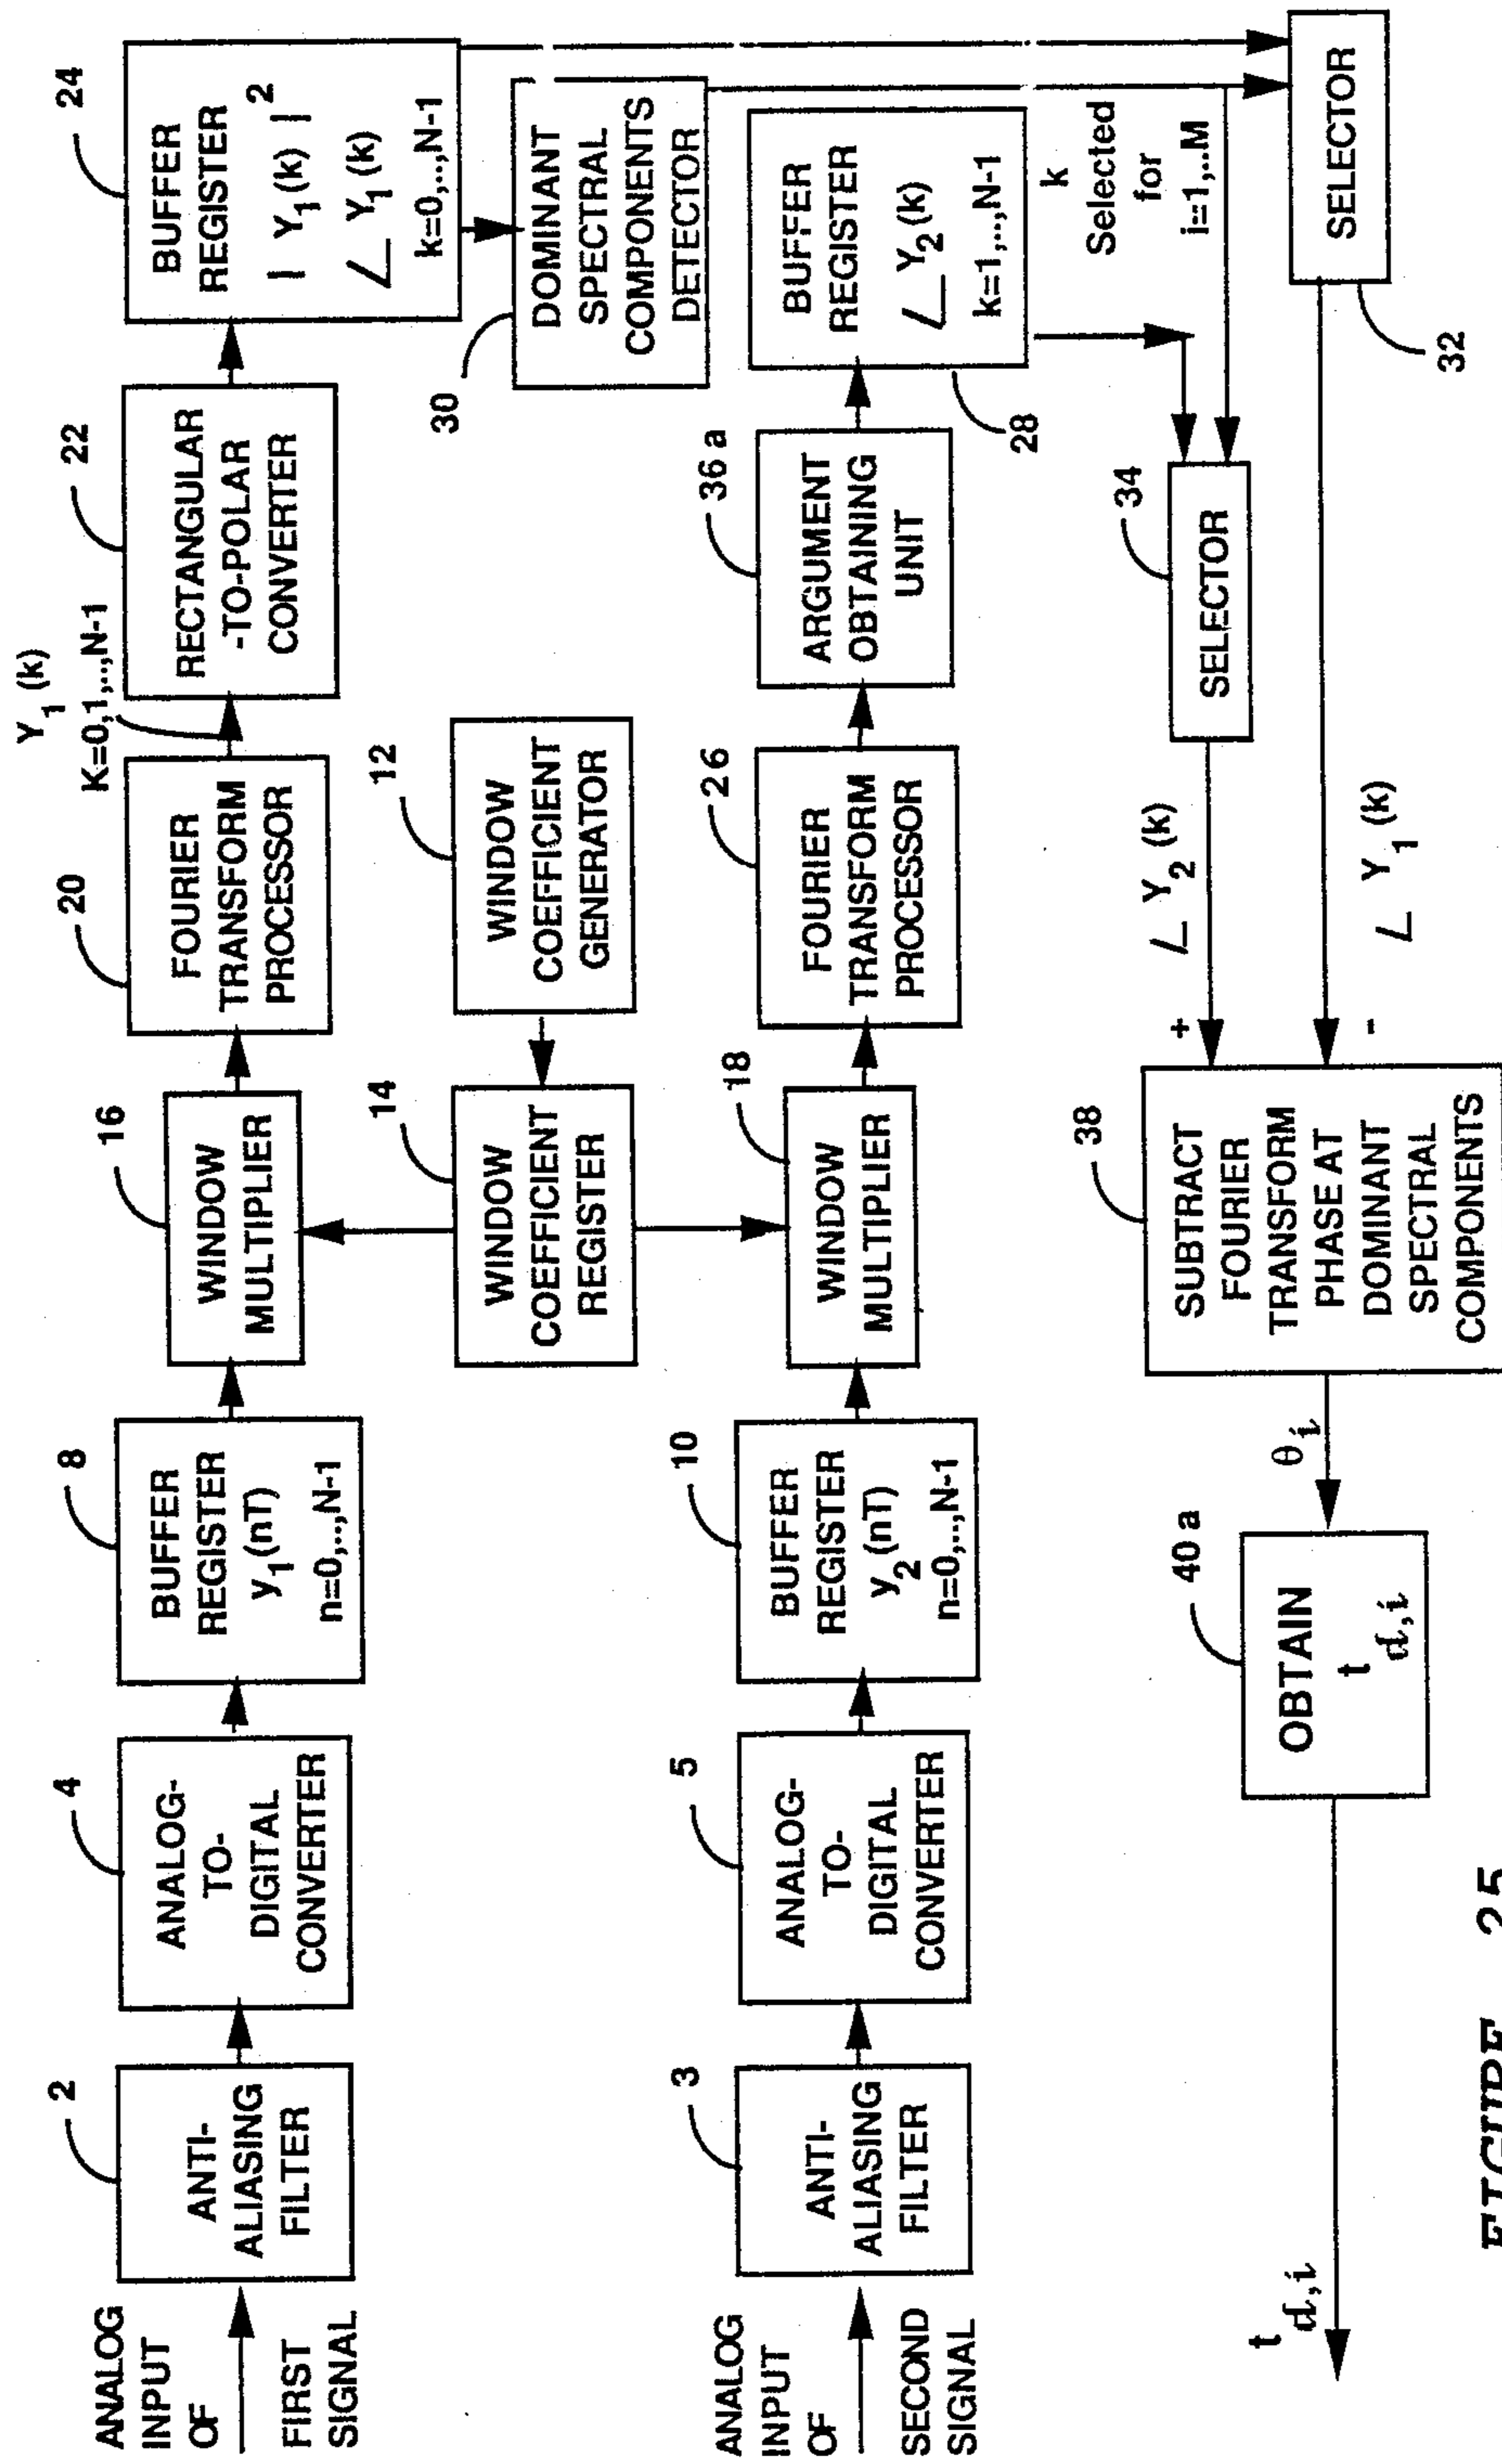 ANALOG
INPUT
OF
FIRST
SIGNAL
2
ANTI-
ALIASING
FILTER
4
ANALOG-
TO-
DIGITAL
CONVERTER
8
BUFFER
REGISTER
y1(nT)
n=0,..,N-1
16
WINDOW
MULTIPLIER
20
FOURIER
TRANSFORM
PROCESSOR
Y1(k)
K=0,1,..,N-1
22
RECTANGULAR
-TO-POLAR
CONVERTER
24
BUFFER
REGISTER
| Y1(k) |2
∠ Y1(k)
k=0,..,N-1
14
WINDOW
COEFFICIENT
REGISTER
12
WINDOW
COEFFICIENT
GENERATOR
30
DOMINANT
SPECTRAL
COMPONENTS
DETECTOR
ANALOG
INPUT
OF
SECOND
SIGNAL
3
ANTI-
ALIASING
FILTER
5
ANALOG-
TO-
DIGITAL
CONVERTER
10
BUFFER
REGISTER
y2(nT)
n=0,..,N-1
18
WINDOW
MULTIPLIER
26
FOURIER
TRANSFORM
PROCESSOR
36 a
ARGUMENT
OBTAINING
UNIT
28
BUFFER
REGISTER
∠ Y2(k)
k=1,..,N-1
k
Selected
for
i=1,..M
34
SELECTOR
32
SELECTOR
+ ∠ Y2(k)
- ∠ Y1(k)
38
SUBTRACT
FOURIER
TRANSFORM
PHASE AT
DOMINANT
SPECTRAL
COMPONENTS
θi
40 a
OBTAIN
td,i
td,i
FIGURE 25